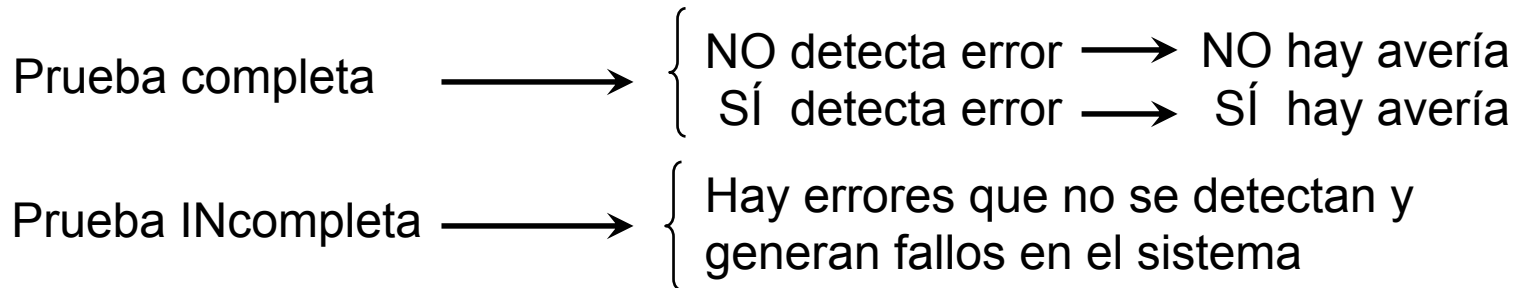 Prueba completa
NO detecta error NO hay avería
SÍ detecta error SÍ hay avería
Prueba INcompleta
Hay errores que no se detectan y
generan fallos en el sistema